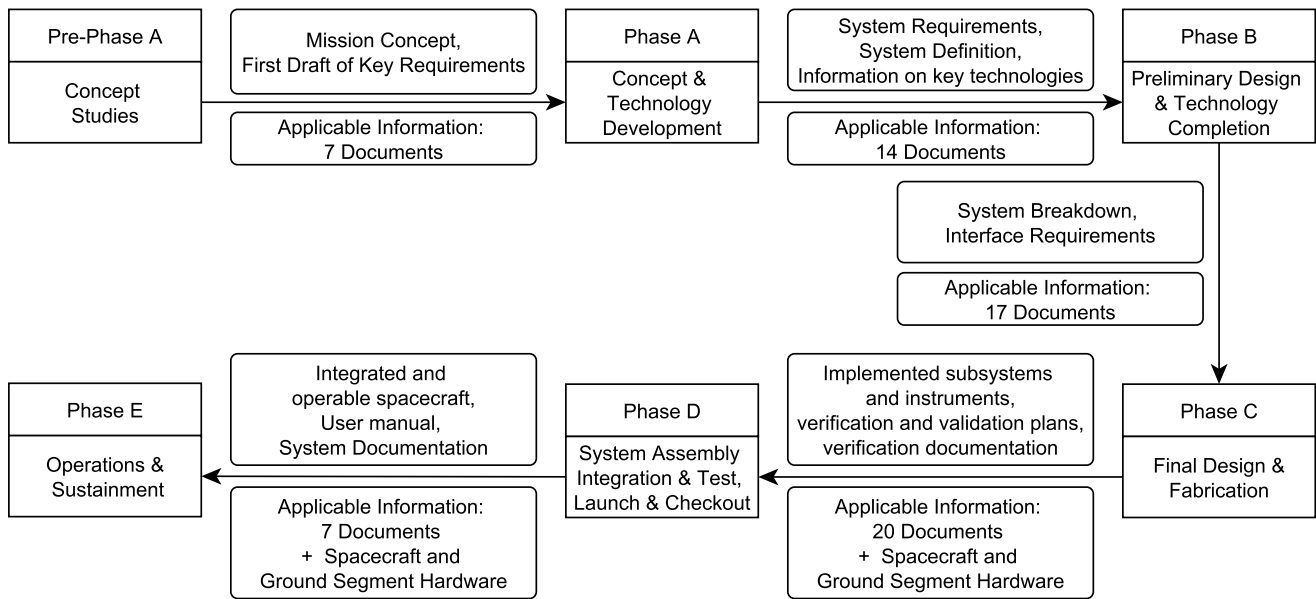 Pre-Phase A
Concept
Studies
Mission Concept,
First Draft of Key Requirements
Applicable Information:
7 Documents
Phase A
Concept &
Technology
Development
System Requirements,
System Definition,
Information on key technologies
Applicable Information:
14 Documents
Phase B
Preliminary Design
& Technology
Completion
System Breakdown,
Interface Requirements
Applicable Information:
17 Documents
Phase C
Final Design &
Fabrication
Implemented subsystems
and instruments,
verification and validation plans,
verification documentation
Applicable Information:
20 Documents
+ Spacecraft and
Ground Segment Hardware
Phase D
System Assembly
Integration & Test,
Launch & Checkout
Integrated and
operable spacecraft,
User manual,
System Documentation
Applicable Information:
7 Documents
+ Spacecraft and
Ground Segment Hardware
Phase E
Operations &
Sustainment